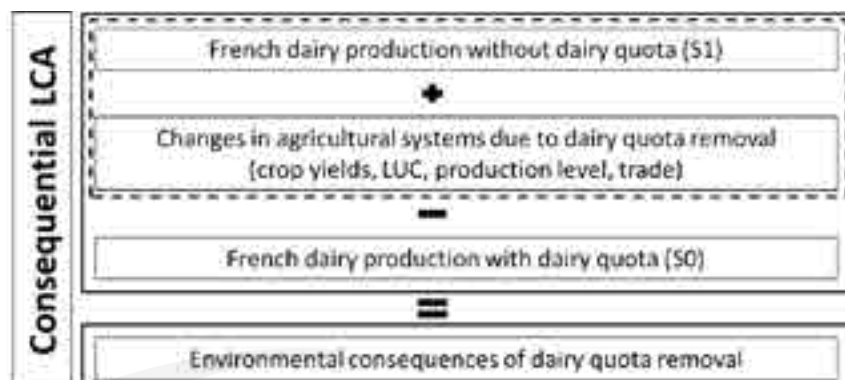 Consequential LCA
French dairy production without dairy quota (S1)
+
Changes in agricultural systems due to dairy quota removal
(crop yields, LUC, production level, trade)
−
French dairy production with dairy quota (S0)
=
Environmental consequences of dairy quota removal